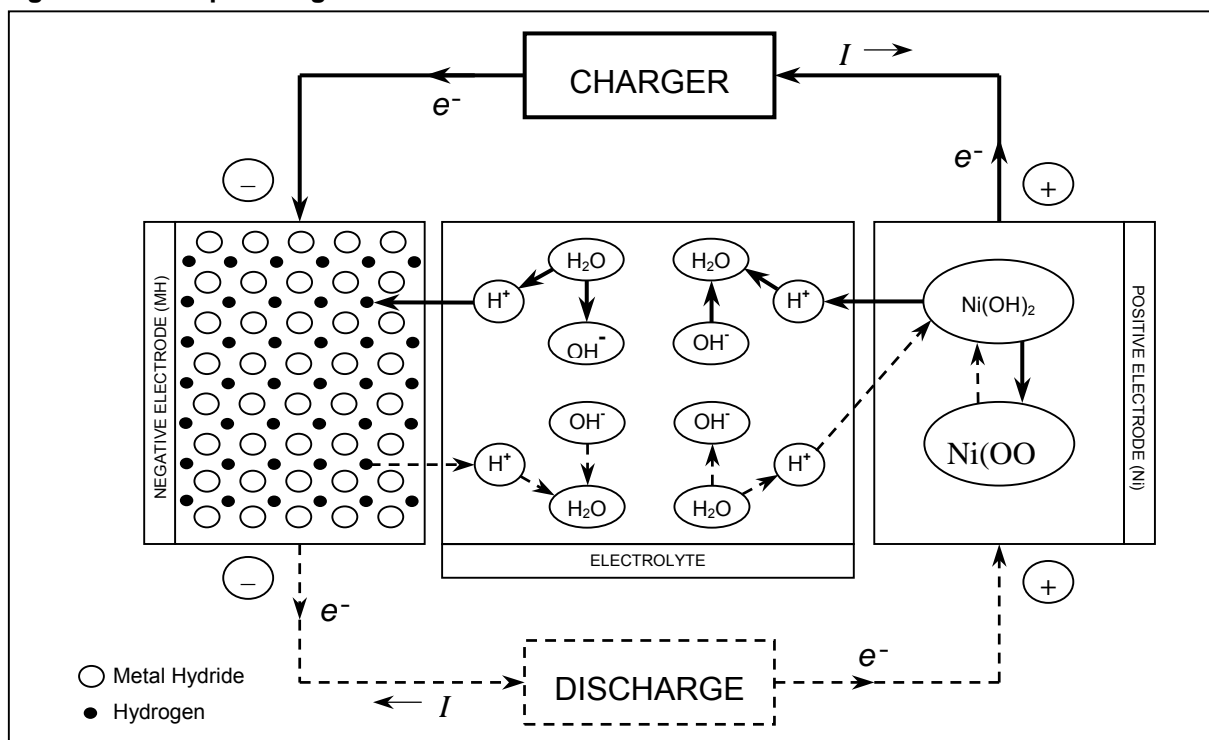 I
CHARGER
e-
e-
−
+
NEGATIVE ELECTRODE (MH)
H2O
H2O
H+
H+
Ni(OH)2
OH-
OH-
POSITIVE ELECTRODE (Ni)
OH-
OH-
Ni(OO
H+
H+
H2O
H2O
ELECTROLYTE
−
+
e-
e-
DISCHARGE
I
Metal Hydride
Hydrogen